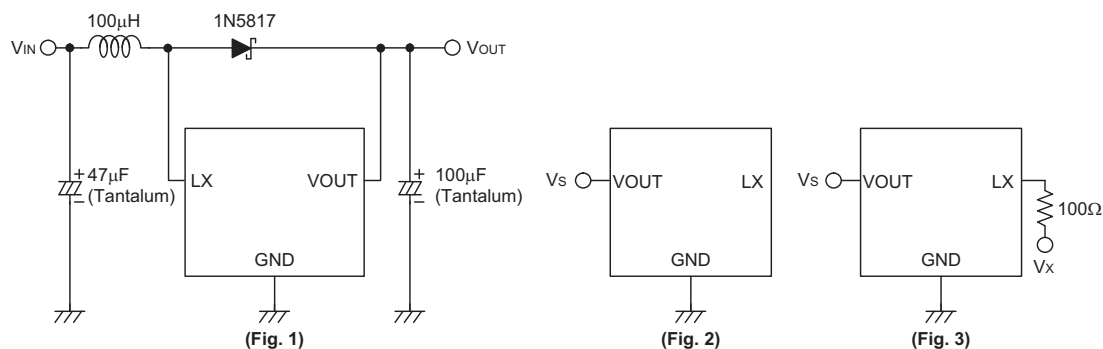 100μH
1N5817
VIN
VOUT
47μF
(Tantalum)
+
−
LX
VOUT
GND
+
−
100μF
(Tantalum)
(Fig. 1)
VS
VOUT
LX
GND
(Fig. 2)
VS
VOUT
LX
GND
100Ω
VX
(Fig. 3)